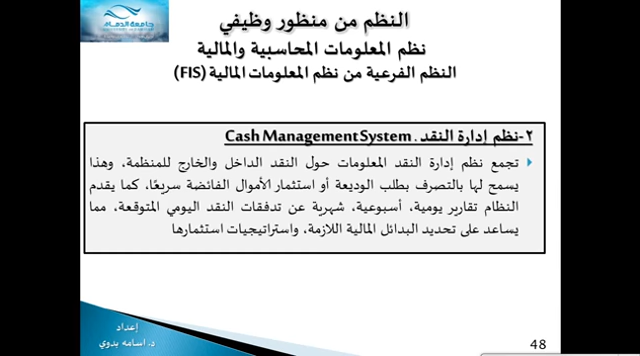 جامعة الدمام
النظم من منظور وظيفي
نظم المعلومات المحاسبية والمالية
النظم الفرعية من نظم المعلومات المالية (FIS)
٢-نظم إدارة النقد . Cash Management System
تجمع نظم إدارة النقد المعلومات حول النقد الداخل والخارج للمنظمة، وهذا
يسمح لها بالتصرف بطلب الوديعة أو استثمار الأموال الفائضة سريعًا، كما يقدم
النظام تقارير يومية، أسبوعية، شهرية عن تدفقات النقد اليومي المتوقعة، مما
يساعد على تحديد البدائل المالية اللازمة، واستراتيجيات استثمارها
إعداد
د. اسامه بدوي
48